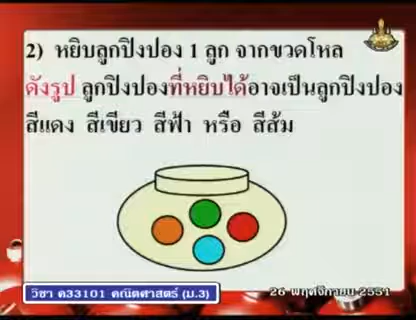 2) หยิบลูกปิงปอง 1 ลูก จากขวดโหล
ดังรูป ลูกปิงปองที่หยิบได้อาจเป็นลูกปิงปอง
สีแดง สีเขียว สีฟ้า หรือ สีส้ม
วิชา ค33101 คณิตศาสตร์ (ม.3)
26 พฤศจิกายน 2551